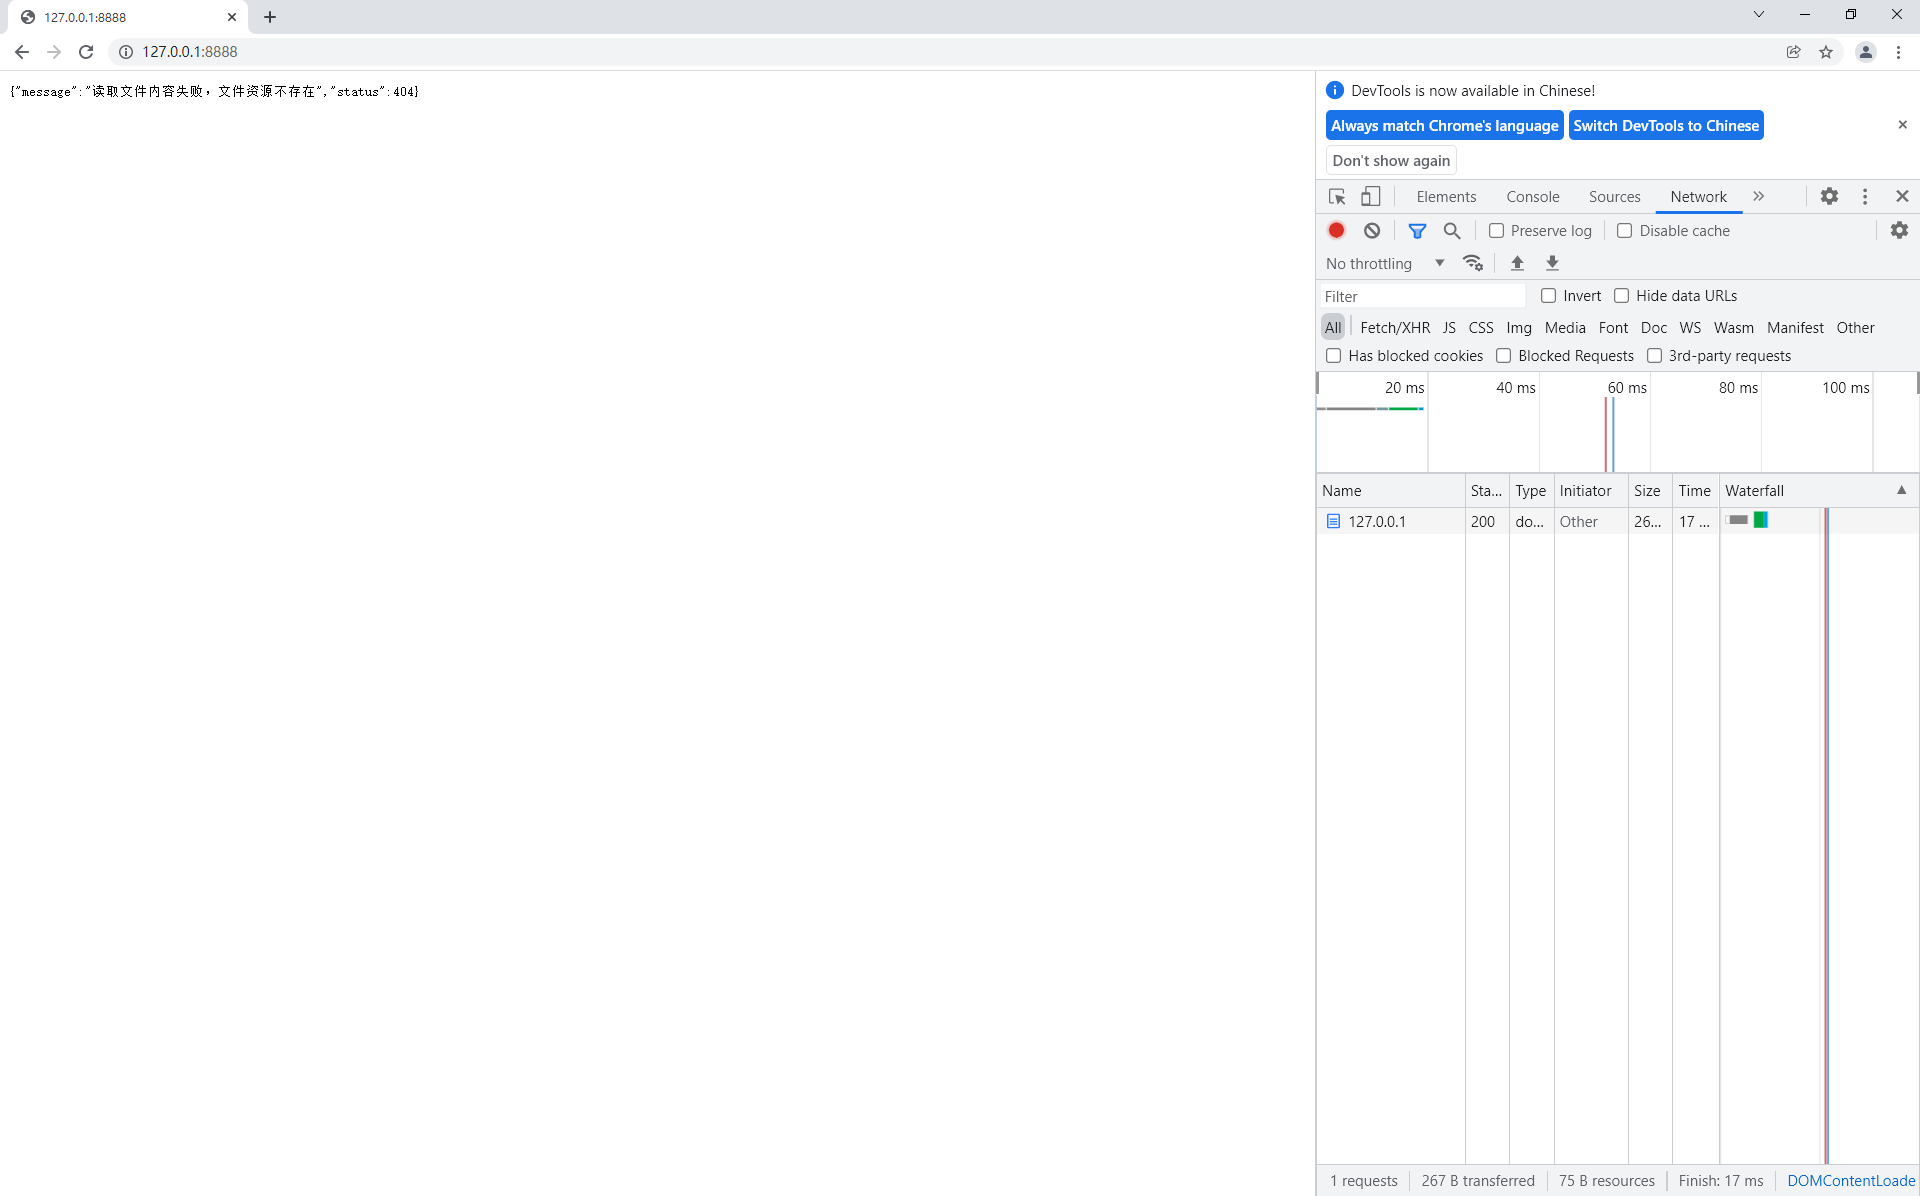 127.0.0.1:8888
127.0.0.1:8888
{"message":"读取文件内容失败，文件资源不存在","status":404}
DevTools is now available in Chinese!
Always match Chrome's language
Switch DevTools to Chinese
Don't show again
Elements Console Sources Network
Preserve log Disable cache
No throttling
Filter Invert Hide data URLs
All Fetch/XHR JS CSS Img Media Font Doc WS Wasm Manifest Other
Has blocked cookies Blocked Requests 3rd-party requests
20 ms 40 ms 60 ms 80 ms 100 ms
Name Sta... Type Initiator Size Time Waterfall
127.0.0.1 200 do... Other 26... 17 ...
1 requests 267 B transferred 75 B resources Finish: 17 ms DOMContentLoade